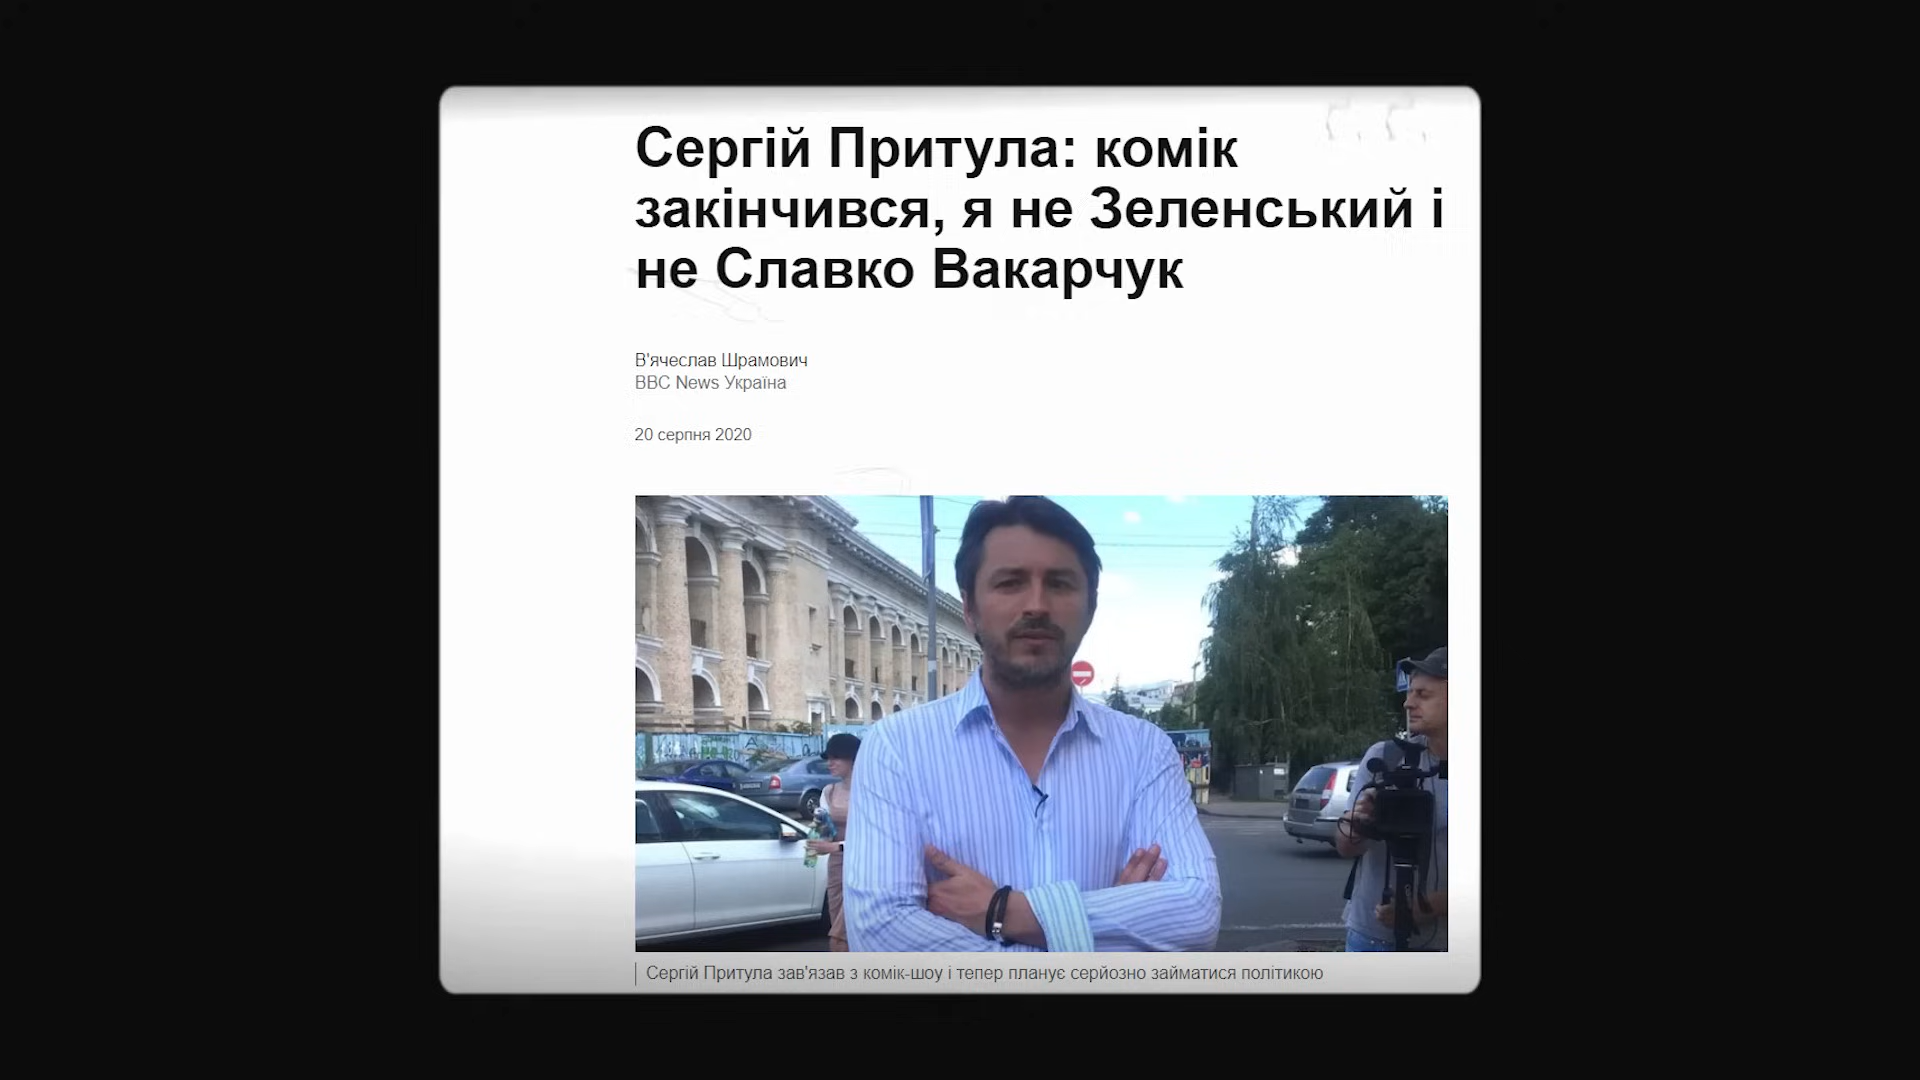 Сергій Притула: комік
закінчився, я не Зеленський і
не Славко Вакарчук
В'ячеслав Шрамович
BBC News Україна
20 серпня 2020
Сергій Притула зав'язав з комік-шоу і тепер планує серйозно займатися політикою